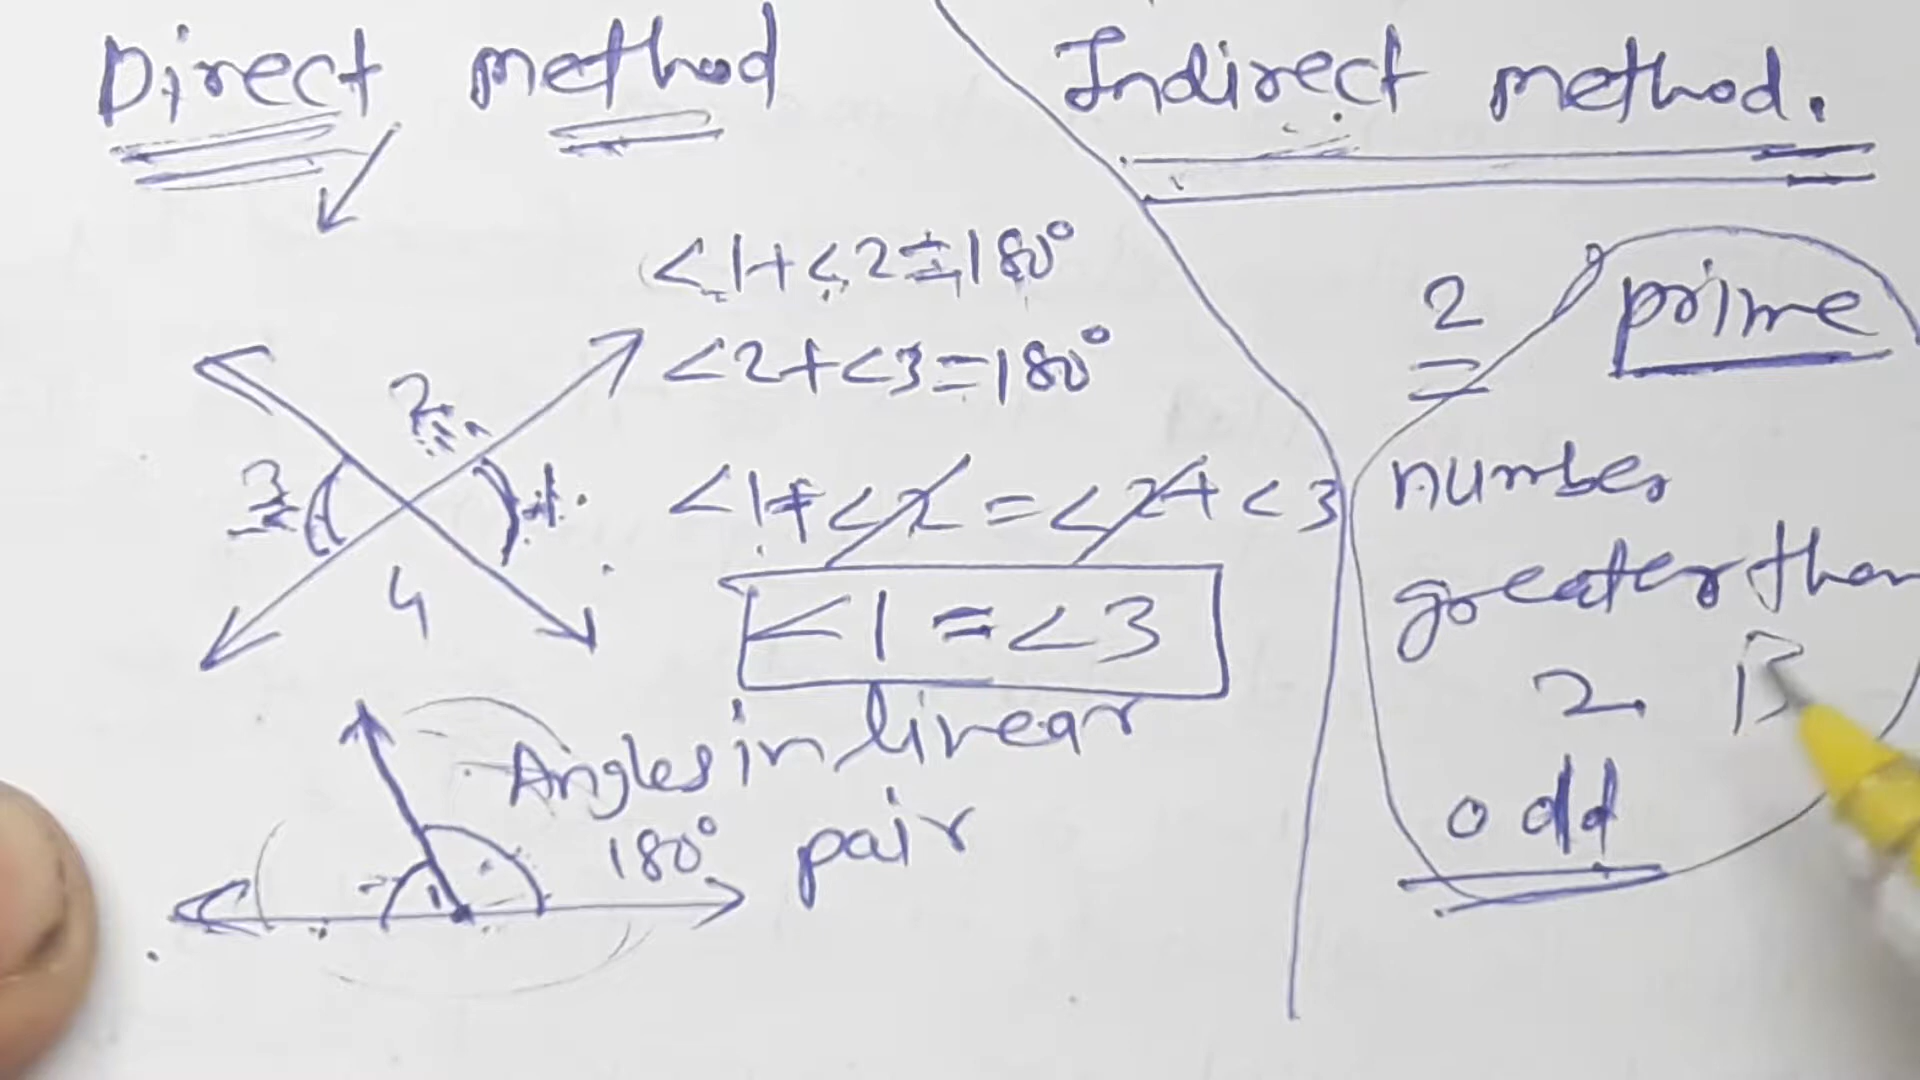 Direct method
<1+<2=180°
<2+<3=180°
2
3
1
4
<1+<2=<2+<3
<1=<3
Angles in linear
180° pair
Indirect method.
2 prime
number
greater than
2.
odd